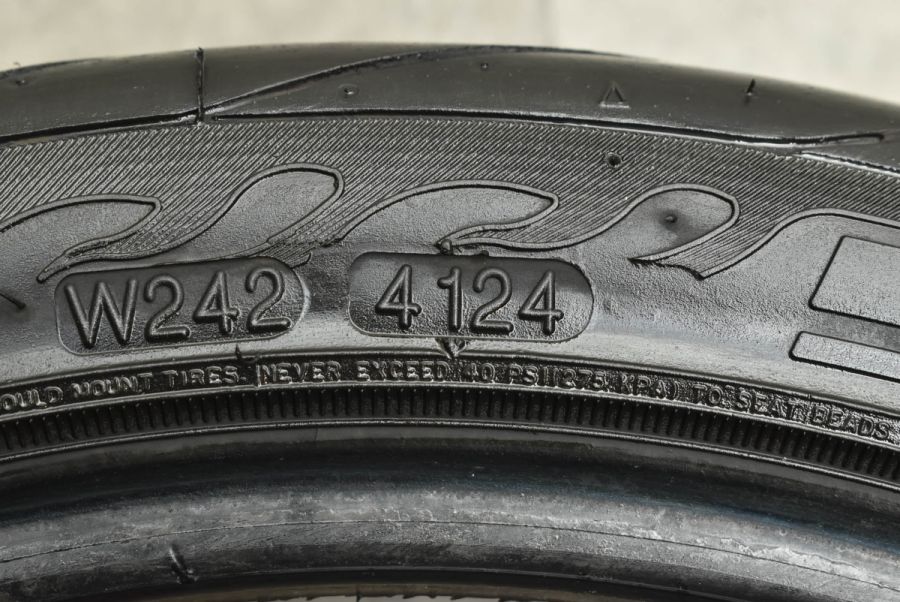 W242 4124
OULD MOUNT TIRES. NEVER EXCEED 40 PSI (275 KPA) TO SEAT BEADS